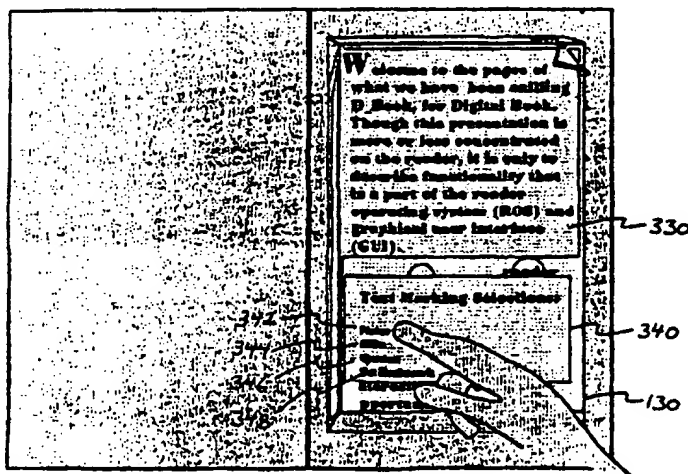 Welcome to the pages of
what we have been calling
D_Book, for Digital Book.
Though this presentation is
more or less concentrated
on the reader, it is only to
describe functionality that
is a part of the reader
operating system (ROS) and
graphical user interface
(GUI).
330
Text Marking Selections:
342
344
346
348
340
130